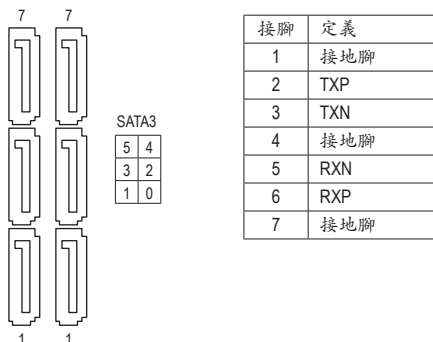 7 7
SATA3
5 4
3 2
1 0
1 1
接腳 定義
1 接地腳
2 TXP
3 TXN
4 接地腳
5 RXN
6 RXP
7 接地腳